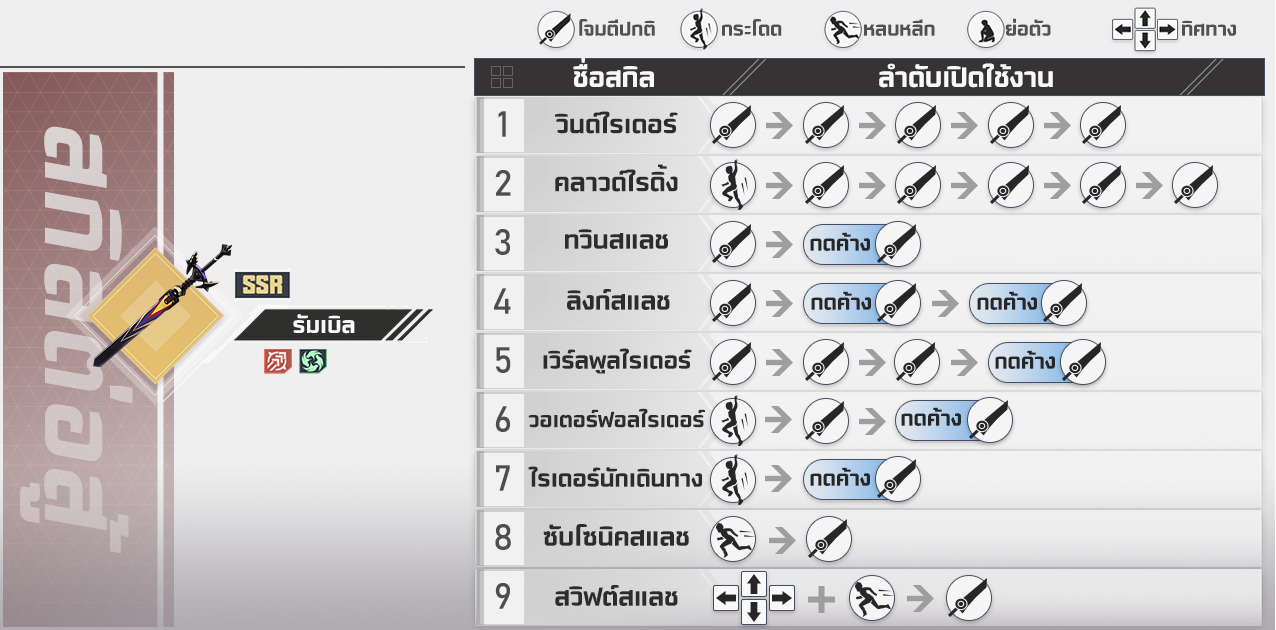 โจมตีปกติ
กระโดด
หลบหลีก
ย่อตัว
ทิศทาง
ชื่อสกิล
ลำดับเปิดใช้งาน
สกิลต่อสู้
SSR
รัมเบิล
1 วินด์ไรเดอร์
2 คลาวด์ไรดิ้ง
3 ทวินสแลช กดค้าง
4 ลิงก์สแลช กดค้าง กดค้าง
5 เวิร์ลพูลไรเดอร์ กดค้าง
6 วอเตอร์ฟอลไรเดอร์ กดค้าง
7 ไรเดอร์นักเดินทาง กดค้าง
8 ซับโซนิคสแลช
9 สวิฟต์สแลช